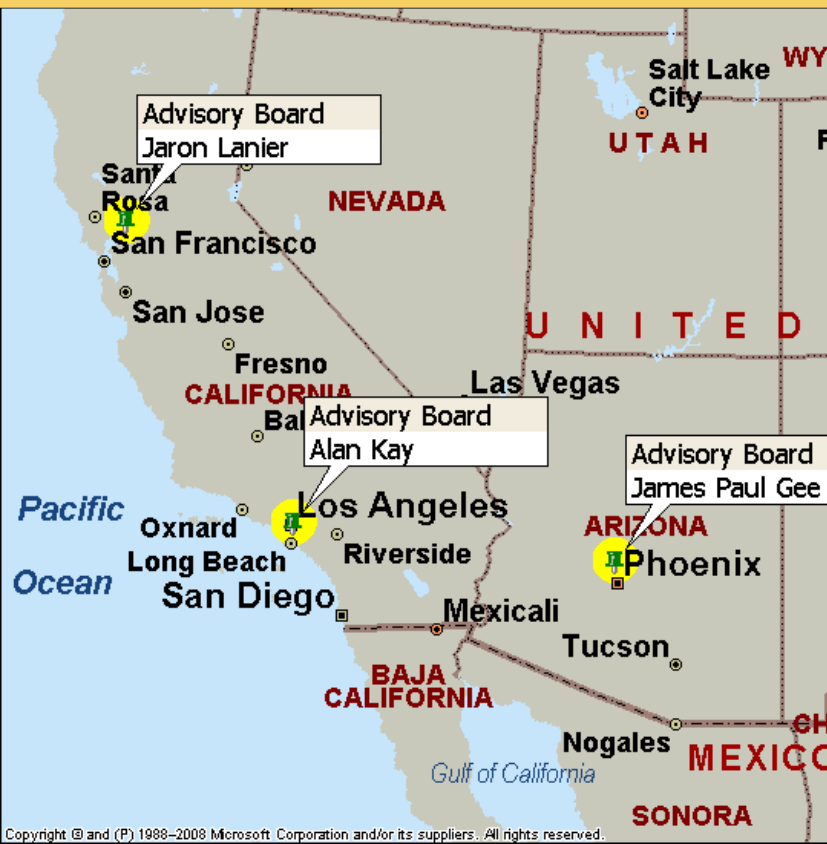 Salt Lake
City
WY
UTAH
Advisory Board
Jaron Lanier
Santa
Rosa
NEVADA
San Francisco
San Jose
UNITED
Fresno
CALIFORNIA
Las Vegas
Advisory Board
Alan Kay
Advisory Board
James Paul Gee
Pacific
Ocean
Los Angeles
Oxnard
Long Beach
Riverside
ARIZONA
Phoenix
San Diego
Mexicali
Tucson
BAJA
CALIFORNIA
Nogales
MEXICO
Gulf of California
SONORA
Copyright © and (P) 1988–2008 Microsoft Corporation and/or its suppliers. All rights reserved.